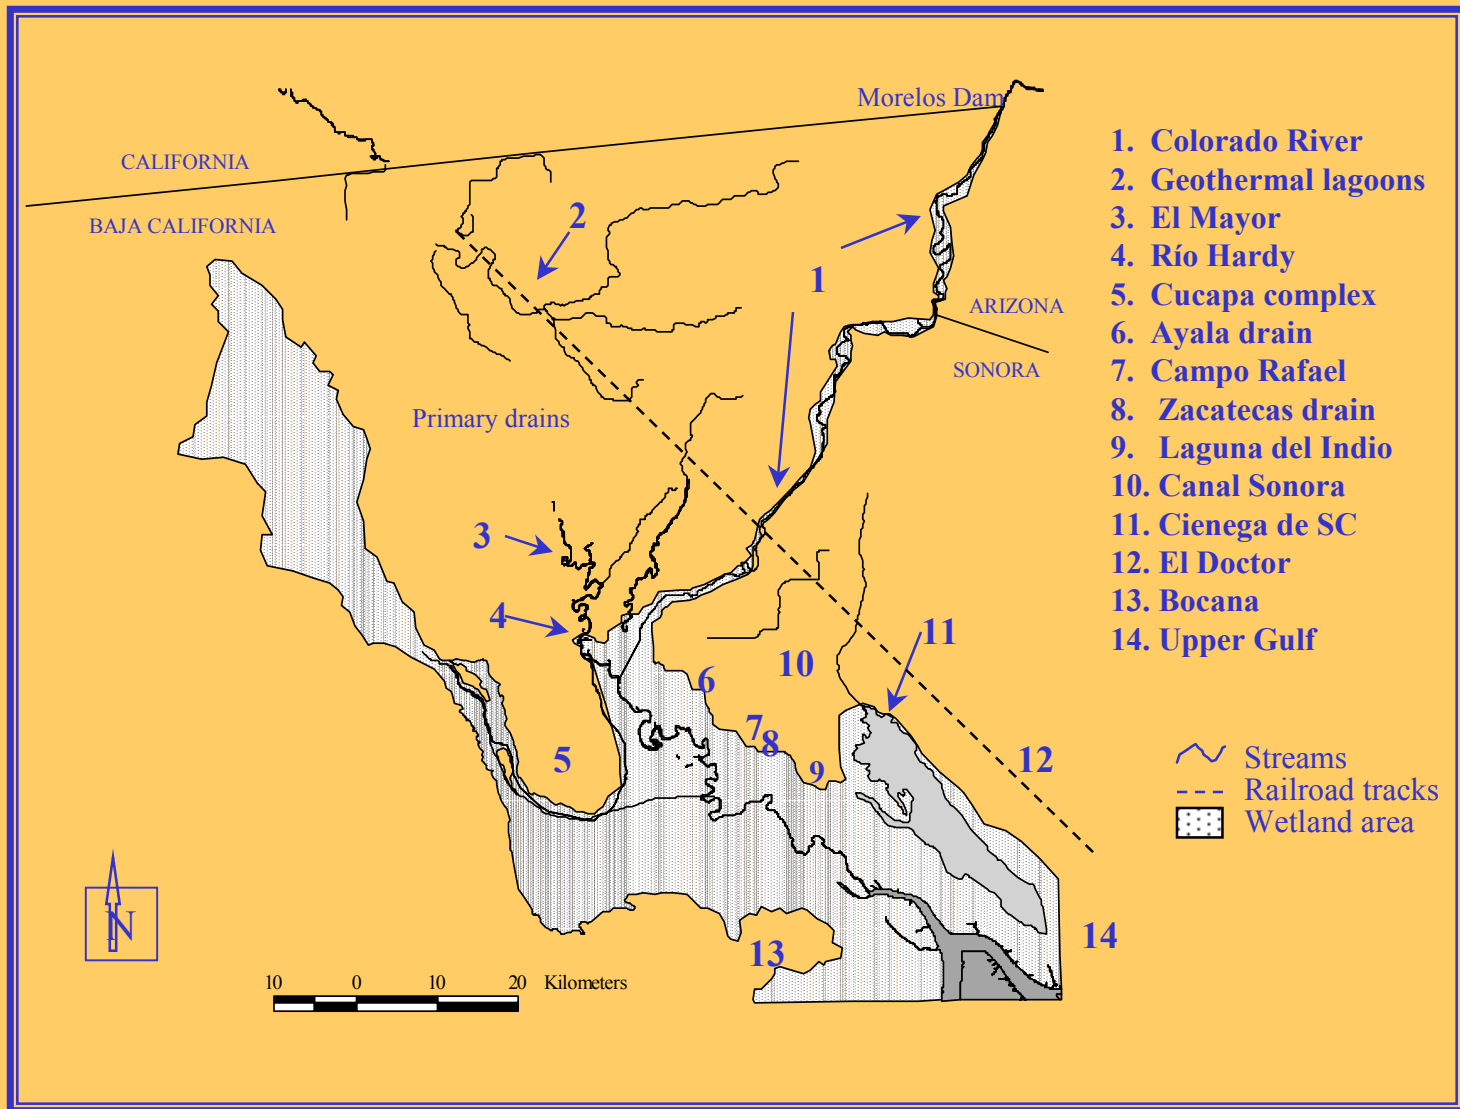 Morelos Dam
CALIFORNIA
BAJA CALIFORNIA
2
1
ARIZONA
SONORA
Primary drains
3
4
5
6
7
8
9
10
11
12
13
14
1. Colorado River
2. Geothermal lagoons
3. El Mayor
4. Río Hardy
5. Cucapa complex
6. Ayala drain
7. Campo Rafael
8. Zacatecas drain
9. Laguna del Indio
10. Canal Sonora
11. Cienega de SC
12. El Doctor
13. Bocana
14. Upper Gulf
Streams
Railroad tracks
Wetland area
N
10 0 10 20 Kilometers